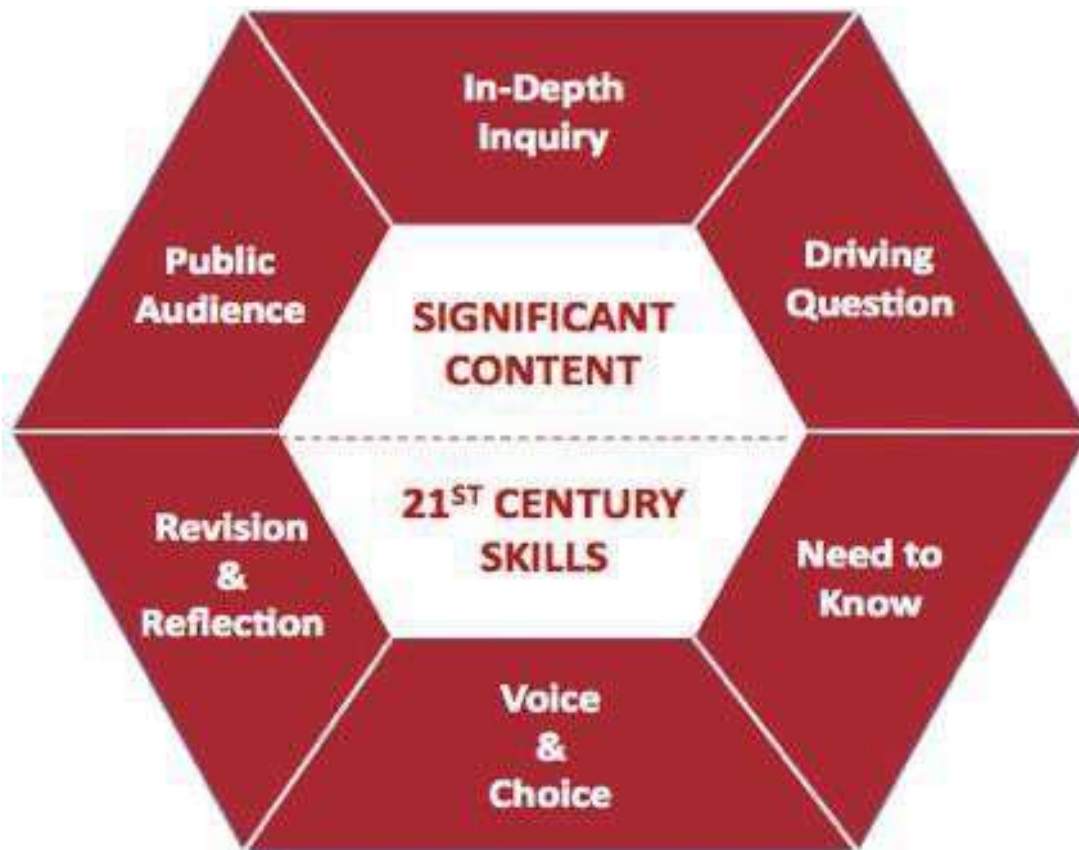 In-Depth
Inquiry
Driving
Question
Need to
Know
Voice
&
Choice
Revision
&
Reflection
Public
Audience
SIGNIFICANT
CONTENT
21ST CENTURY
SKILLS